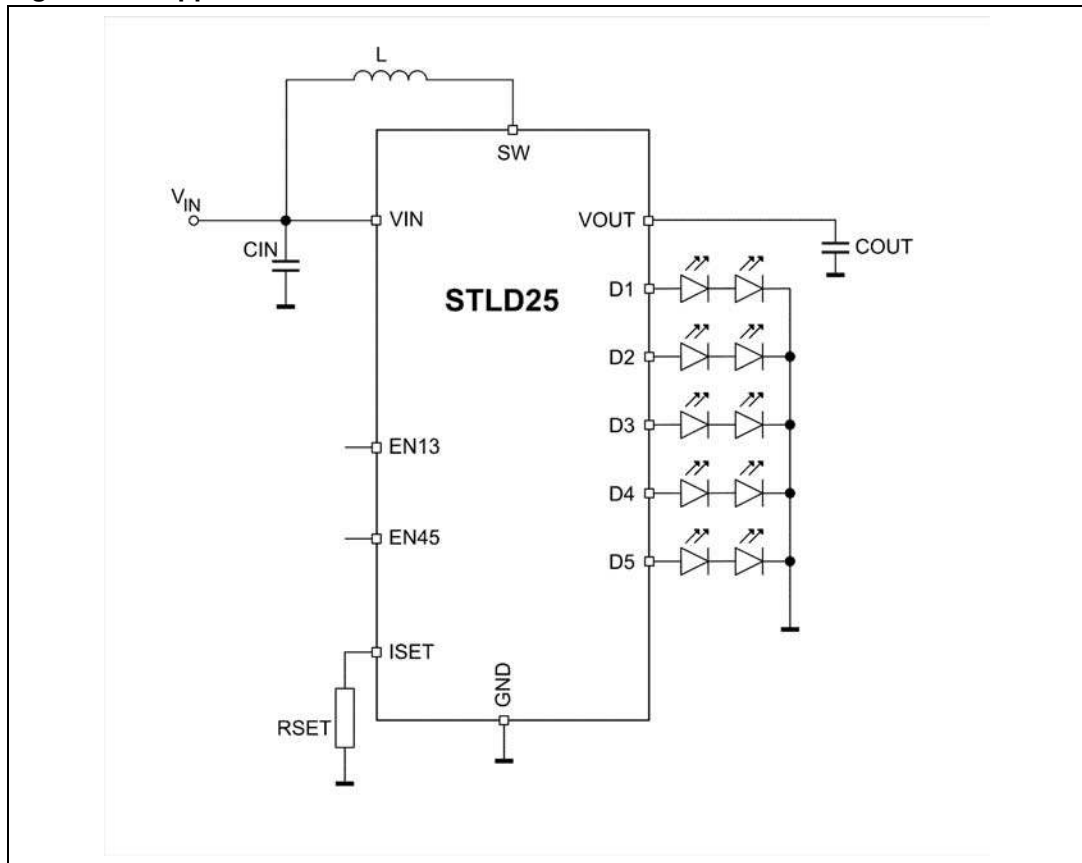 L
SW
VIN
VIN
VOUT
CIN
COUT
D1
STLD25
D2
D3
EN13
D4
EN45
D5
ISET
GND
RSET